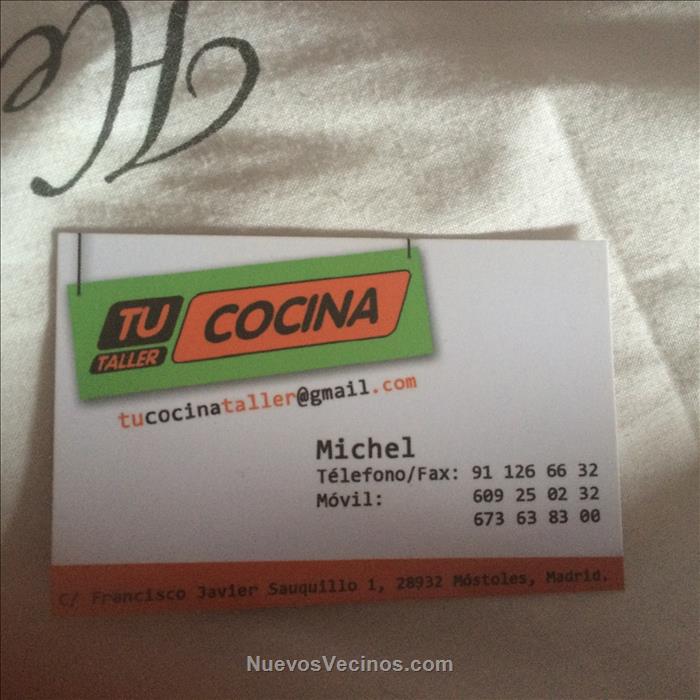 He
TU COCINA
TALLER
tucocinataller@gmail.com
Michel
Télefono/Fax: 91 126 66 32
Móvil: 609 25 02 32
673 63 83 00
C/ Francisco Javier Sauquillo 1, 28932 Móstoles, Madrid.
NuevosVecinos.com